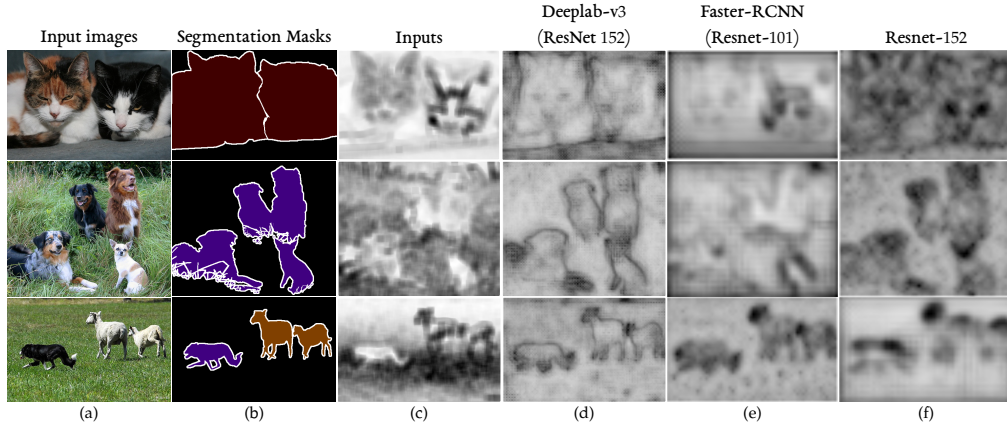 Input images
Segmentation Masks
Inputs
Deeplab-v3
(ResNet 152)
Faster-RCNN
(Resnet-101)
Resnet-152
(a)
(b)
(c)
(d)
(e)
(f)